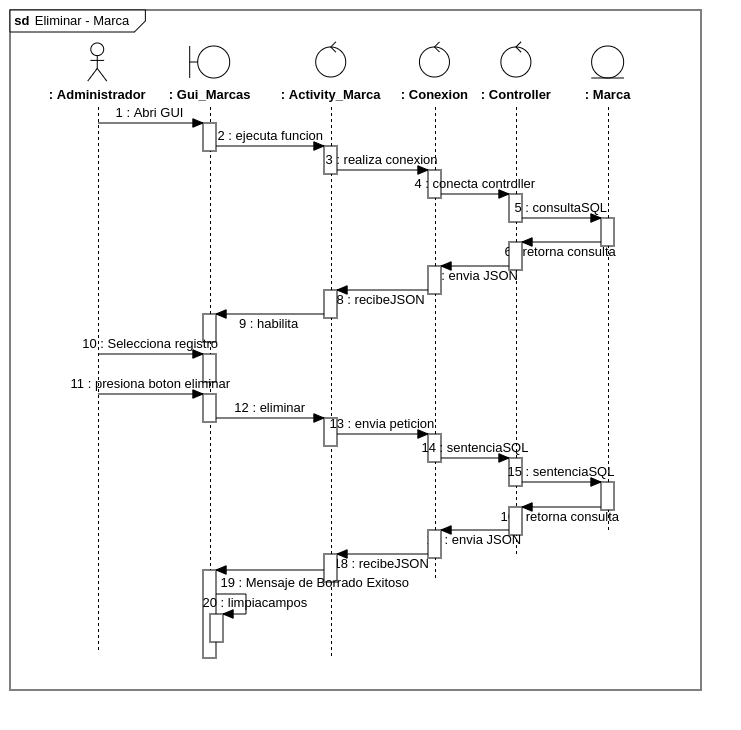 sd Eliminar - Marca
: Administrador : Gui_Marcas : Activity_Marca : Conexion : Controller : Marca
1 : Abri GUI
2 : ejecuta funcion
3 : realiza conexion
4 : conecta controller
5 : consultaSQL
6 : retorna consulta
: envia JSON
8 : recibeJSON
9 : habilita
10 : Selecciona registro
11 : presiona boton eliminar
12 : eliminar
13 : envia peticion
14 : sentenciaSQL
15 : sentenciaSQL
retorna consulta
: envia JSON
18 : recibeJSON
19 : Mensaje de Borrado Exitoso
20 : limpiacampos